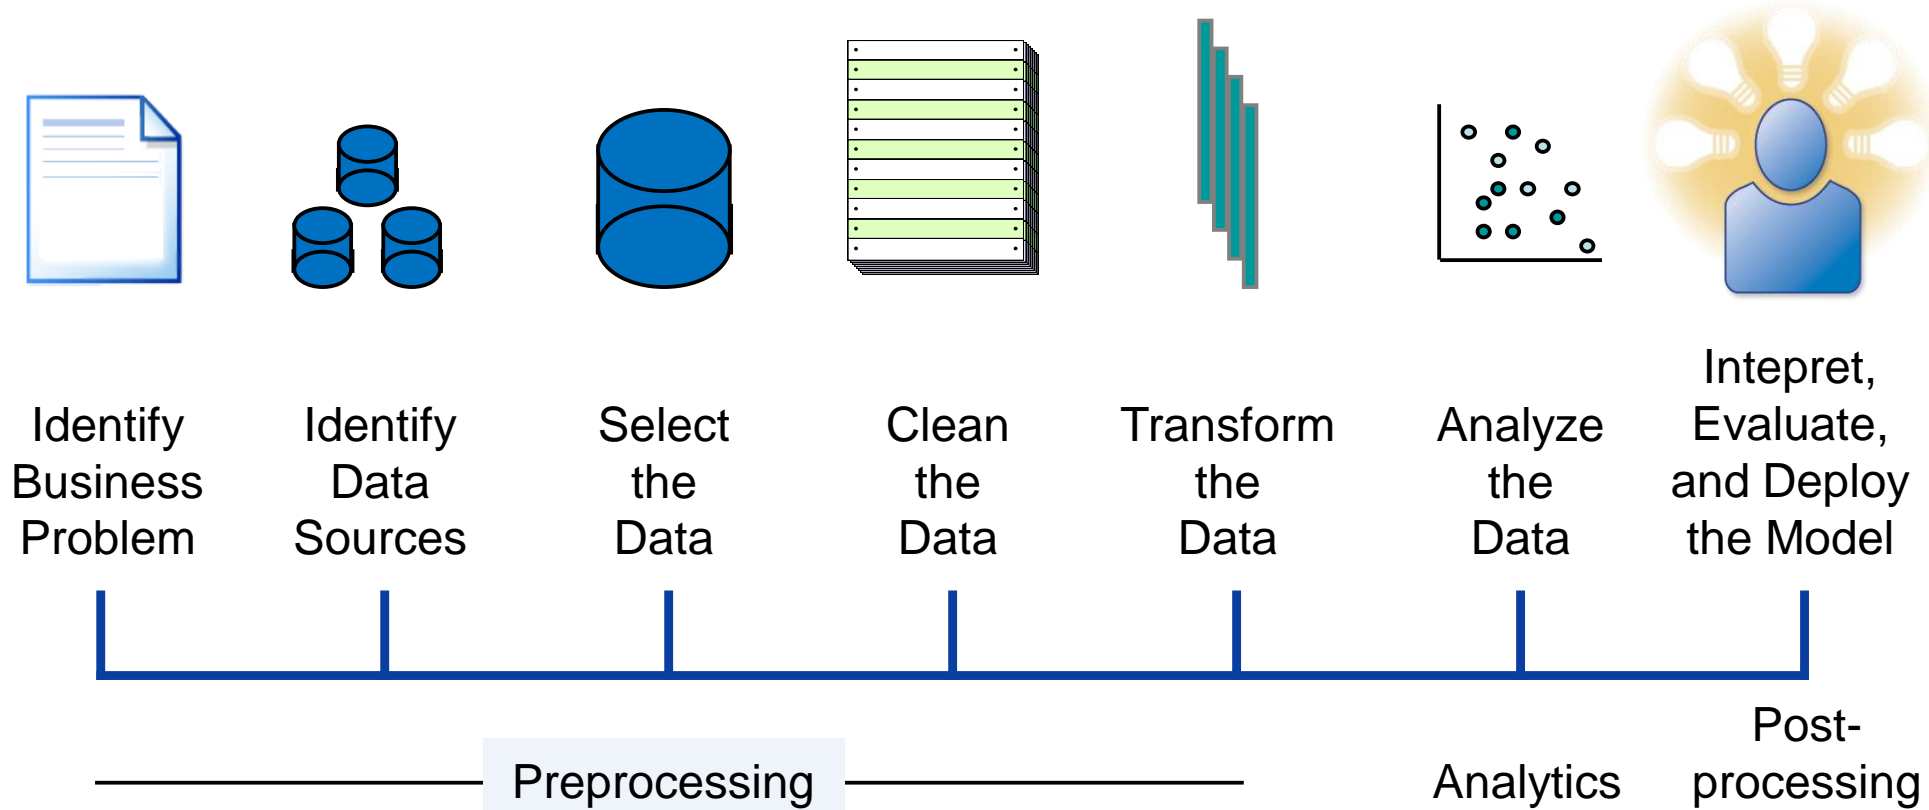 Identify
Business
Problem
Identify
Data
Sources
Select
the
Data
Clean
the
Data
Transform
the
Data
Analyze
the
Data
Intepret,
Evaluate,
and Deploy
the Model
Preprocessing
Analytics
Post-
processing